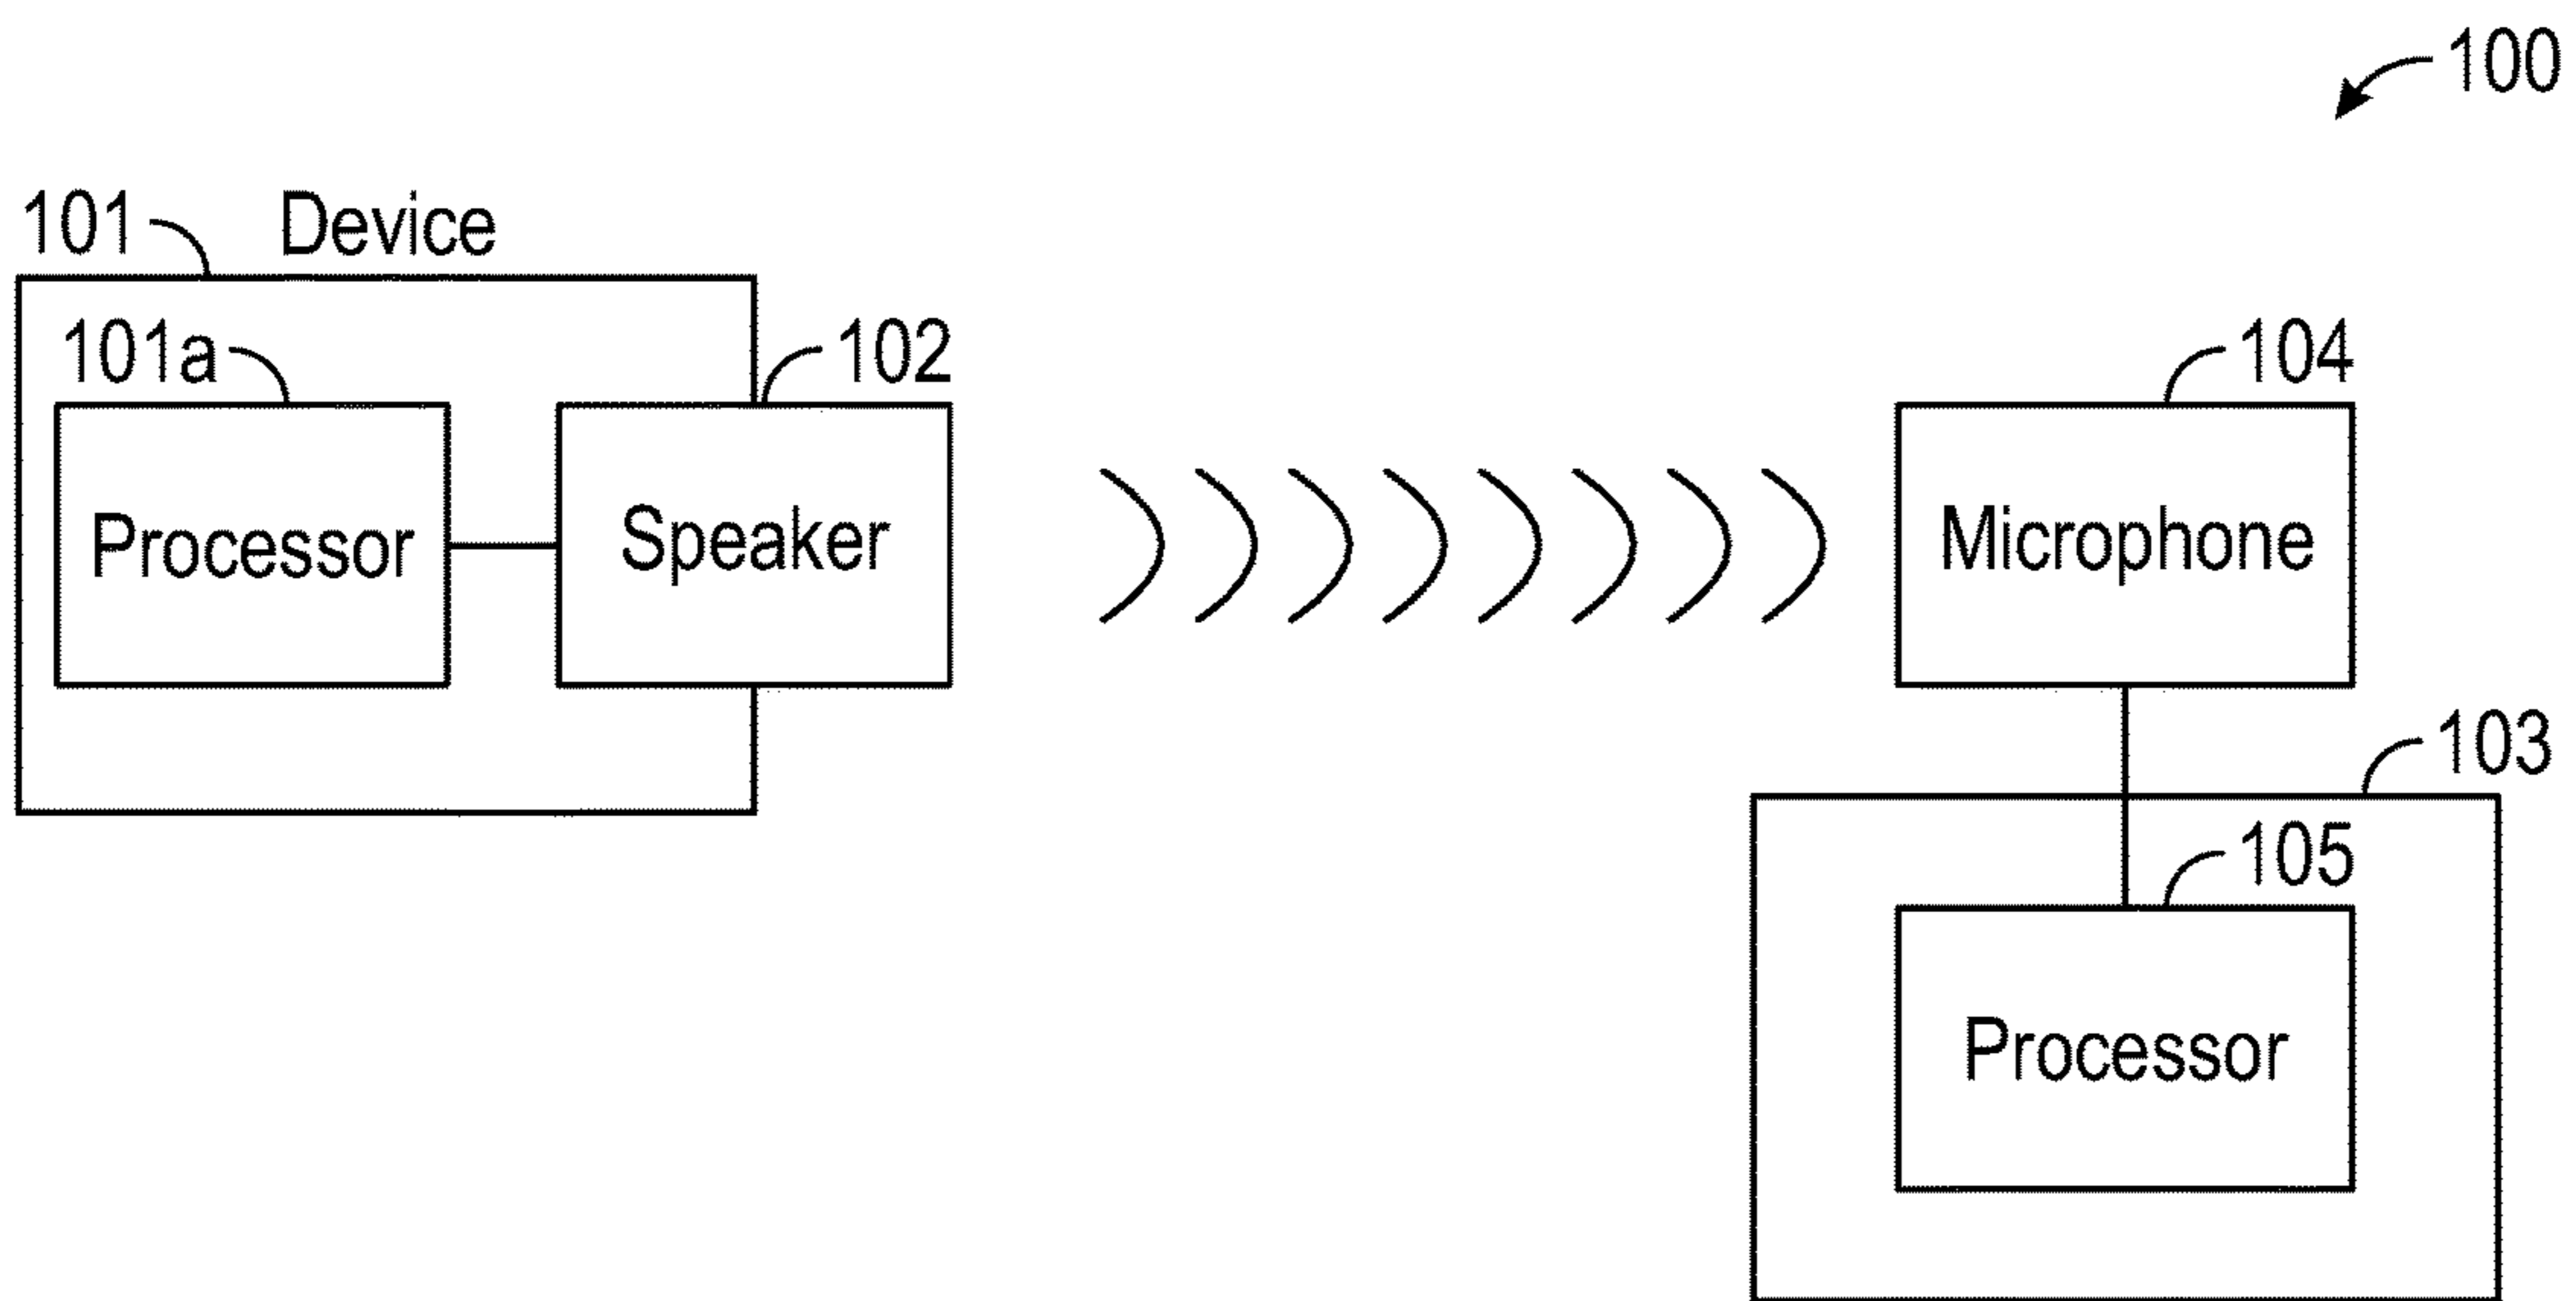 100
101 Device
101a 102 104
Processor Speaker Microphone
103
105
Processor